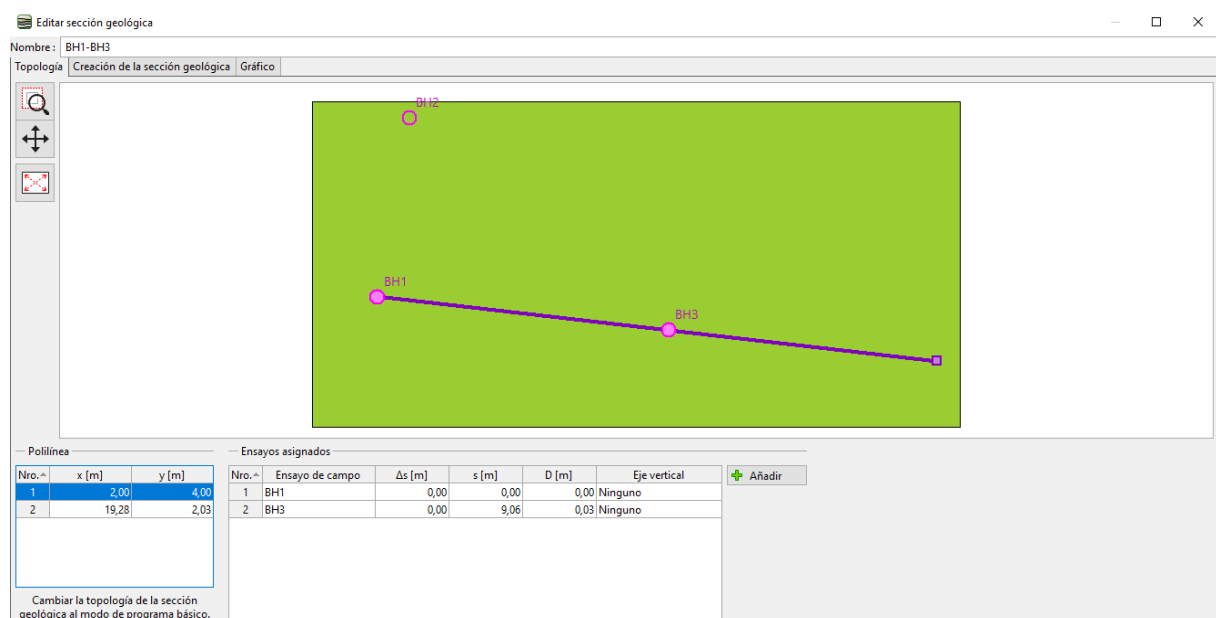 Editar sección geológica
Nombre : BH1-BH3
Topología Creación de la sección geológica Gráfico
BH2
BH1
BH3
Polilínea
Nro. x [m] y [m]
1 2,00 4,00
2 19,28 2,03
Cambiar la topología de la sección
geológica al modo de programa básico.
Ensayos asignados
Nro. Ensayo de campo Δs [m] s [m] D [m] Eje vertical
1 BH1 0,00 0,00 0,00 Ninguno
2 BH3 0,00 9,06 0,03 Ninguno
Añadir